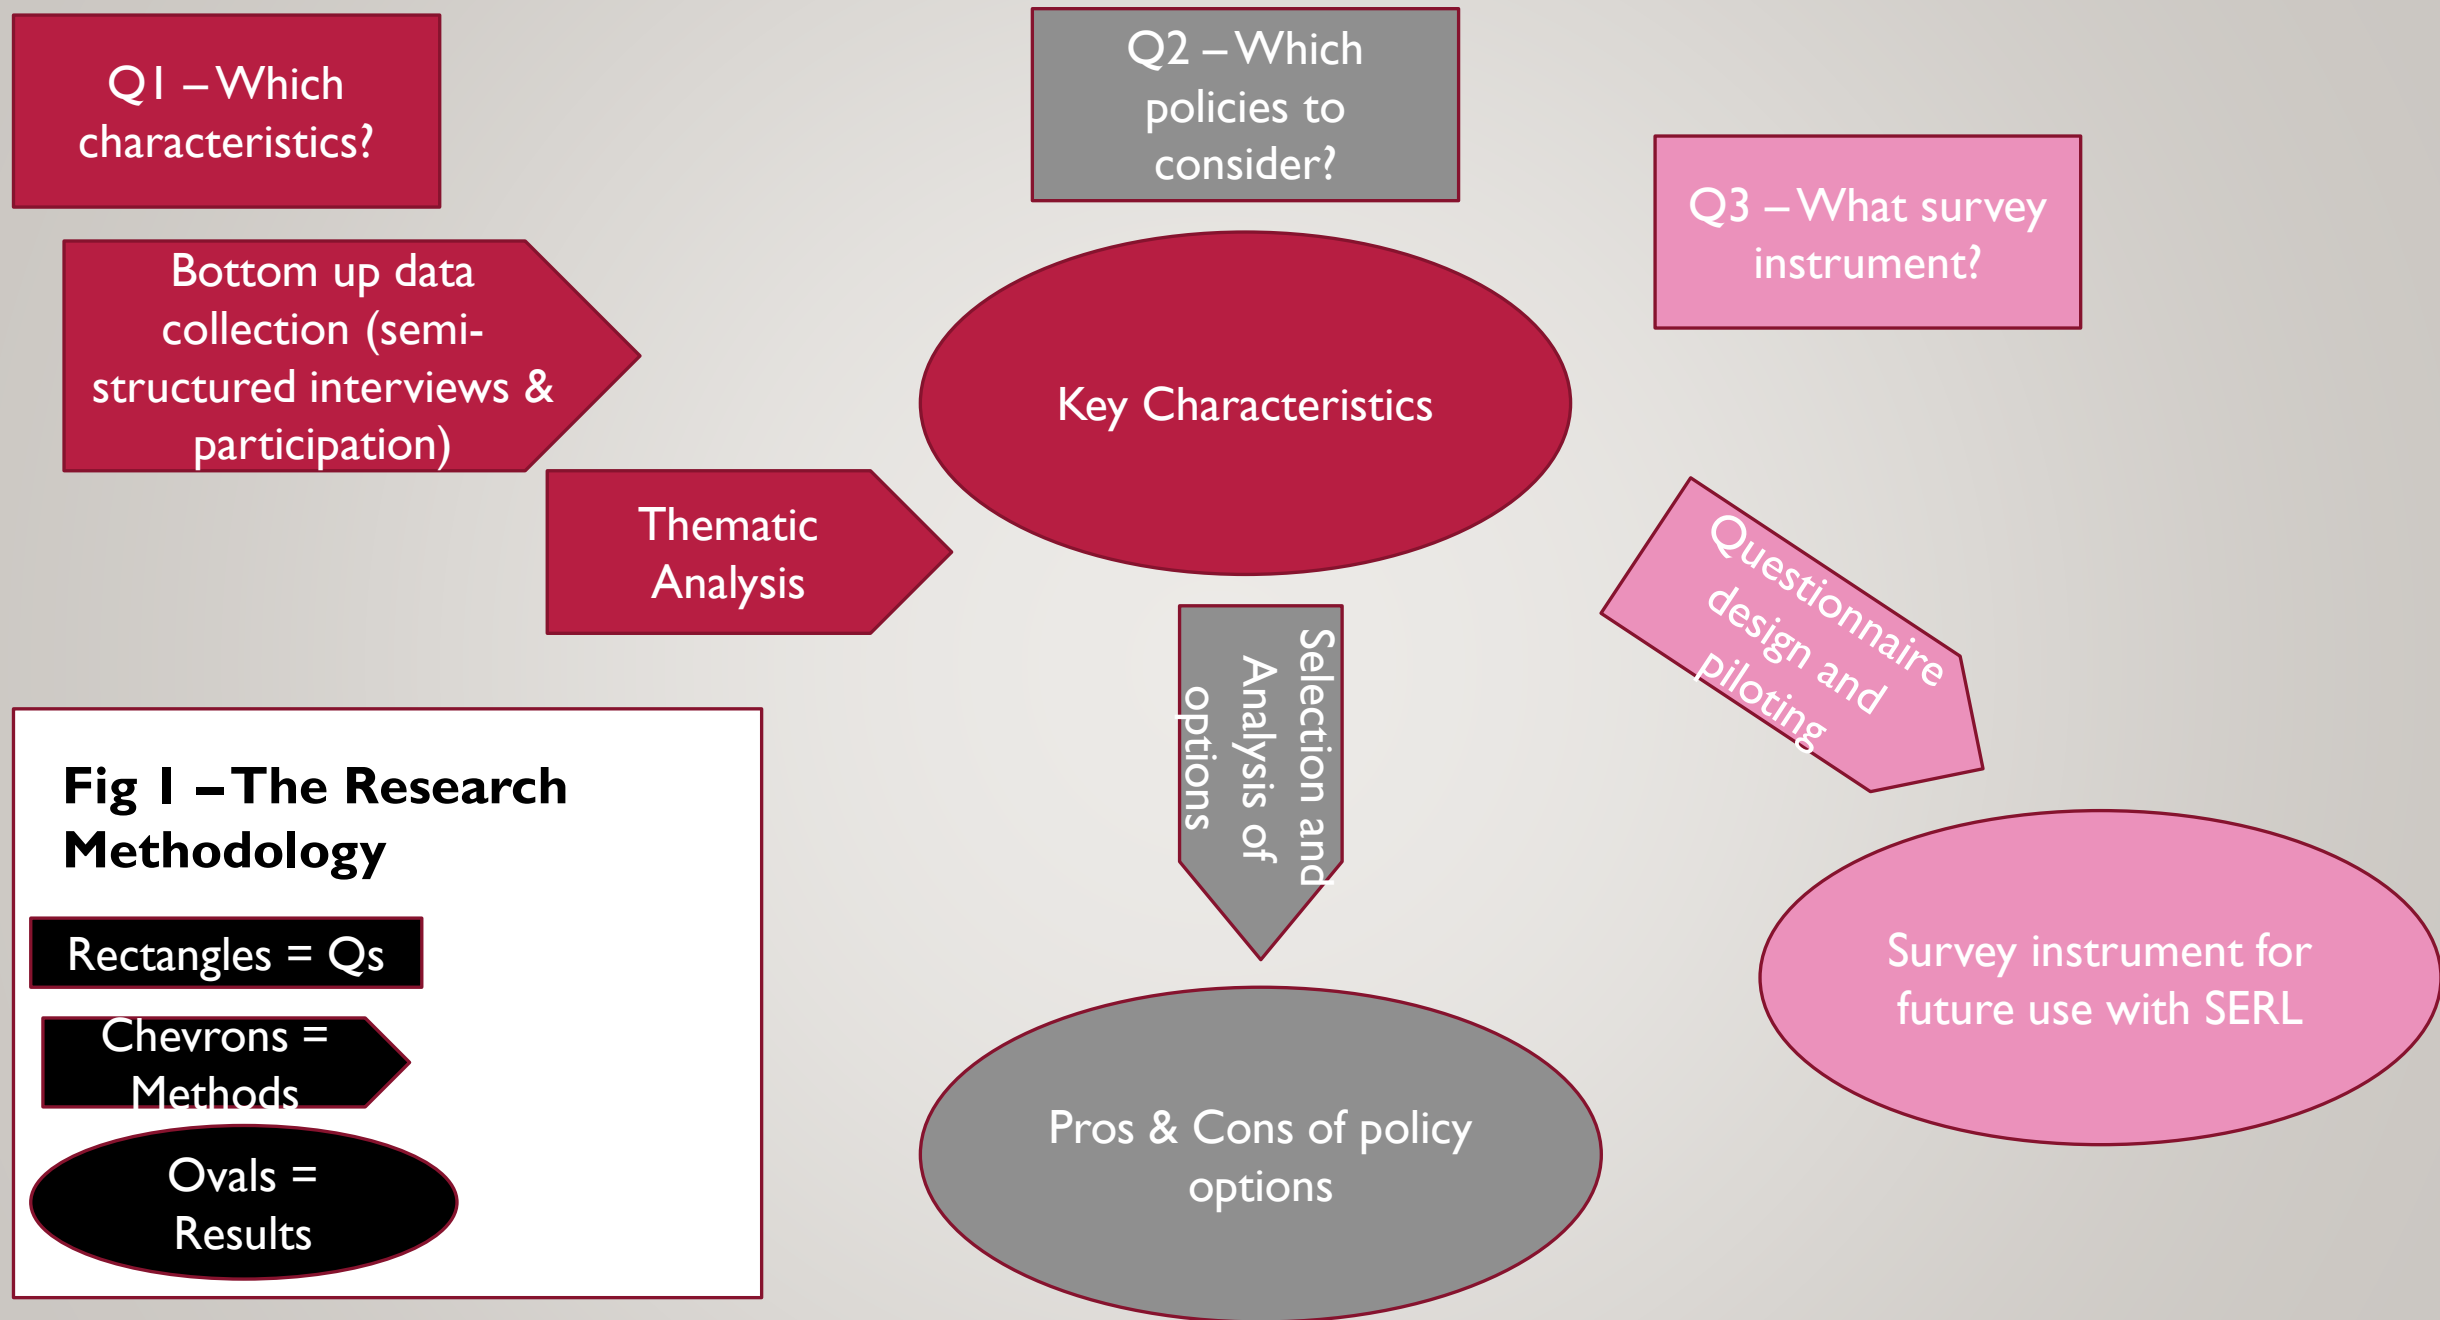 Q1 – Which
characteristics?
Q2 – Which
policies to
consider?
Q3 – What survey
instrument?
Bottom up data
collection (semi-
structured interviews &
participation)
Key Characteristics
Thematic
Analysis
Questionnaire
design and
piloting
Selection and
Analysis of
options
Fig 1 – The Research
Methodology
Rectangles = Qs
Chevrons =
Methods
Ovals =
Results
Survey instrument for
future use with SERL
Pros & Cons of policy
options